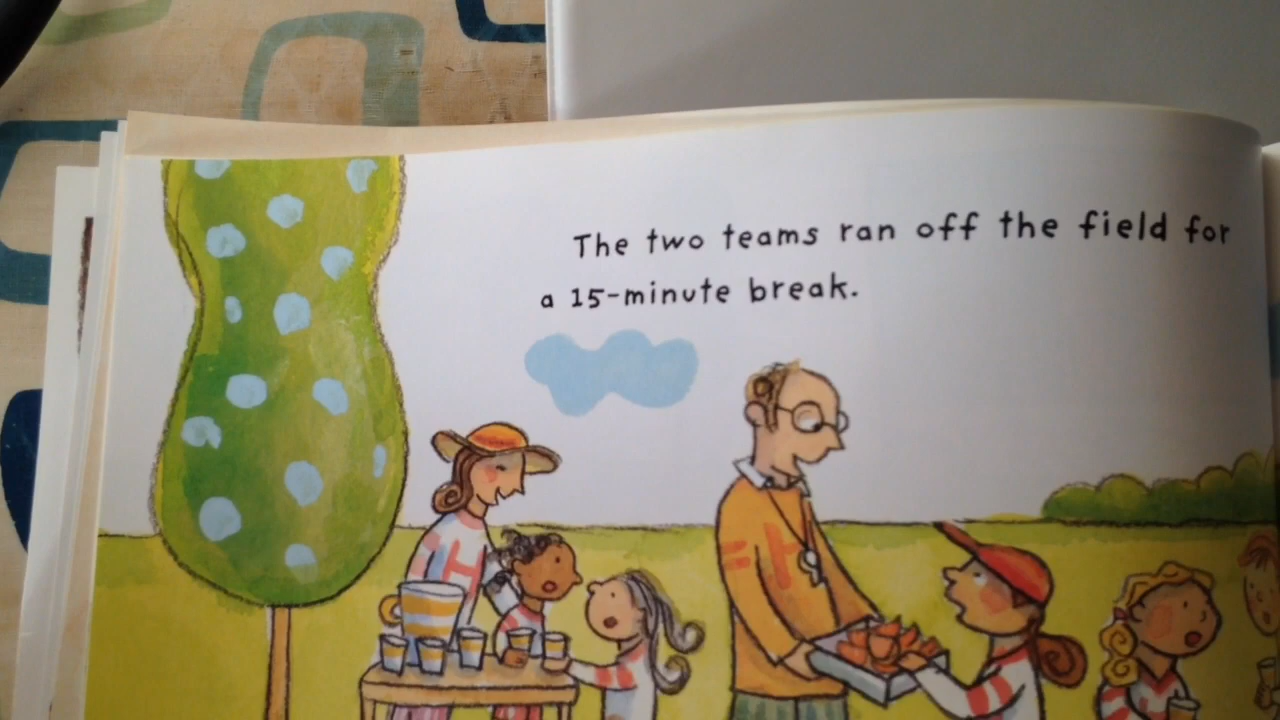 The two teams ran off the field for
a 15-minute break.